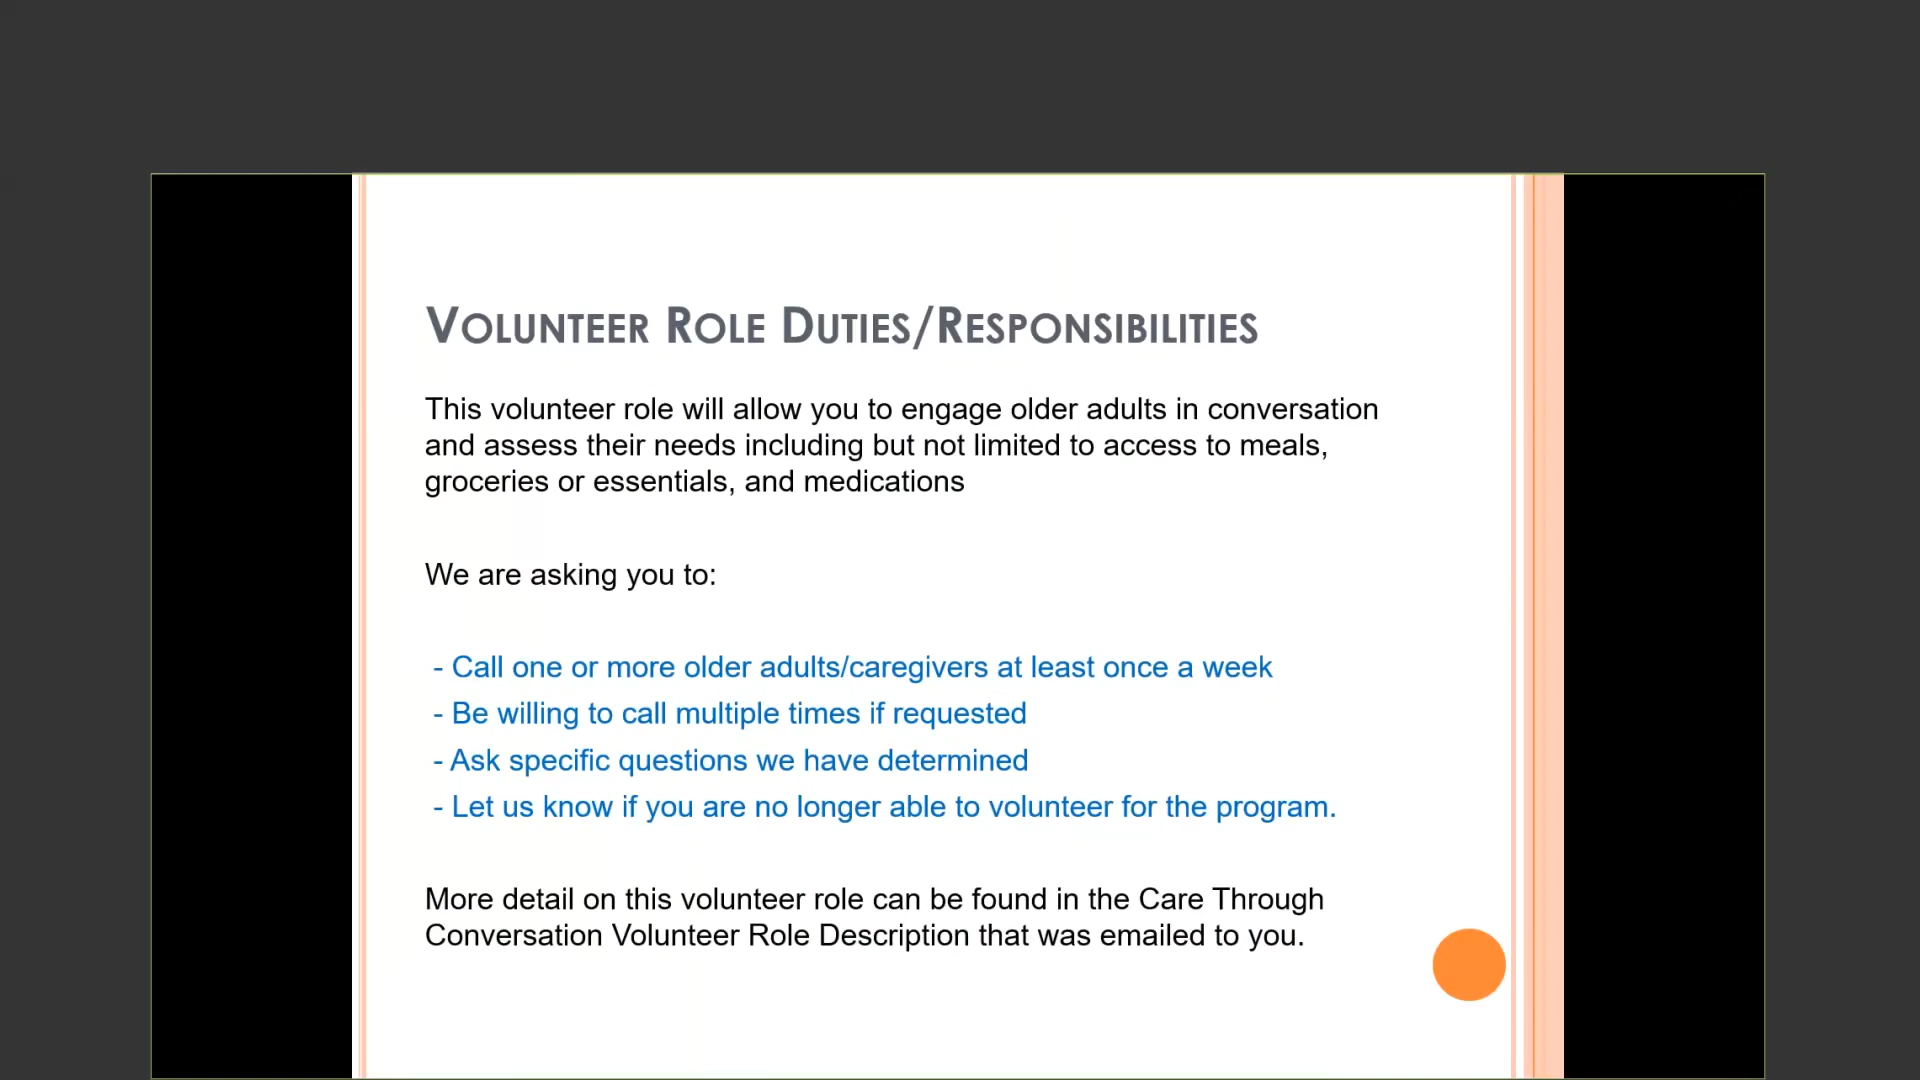 Volunteer Role Duties/Responsibilities
This volunteer role will allow you to engage older adults in conversation
and assess their needs including but not limited to access to meals,
groceries or essentials, and medications
We are asking you to:
- Call one or more older adults/caregivers at least once a week
- Be willing to call multiple times if requested
- Ask specific questions we have determined
- Let us know if you are no longer able to volunteer for the program.
More detail on this volunteer role can be found in the Care Through
Conversation Volunteer Role Description that was emailed to you.